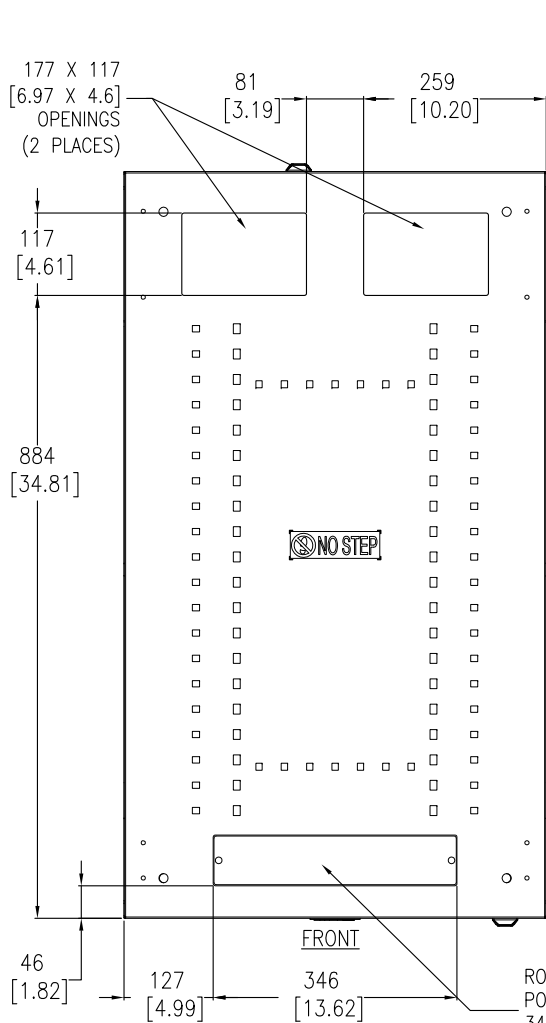 177 X 117
[6.97 X 4.6]
OPENINGS
(2 PLACES)
81
[3.19]
259
[10.20]
117
[4.61]
884
[34.81]
NO STEP
FRONT
46
[1.82]
127
[4.99]
346
[13.62]
RO
PO
34